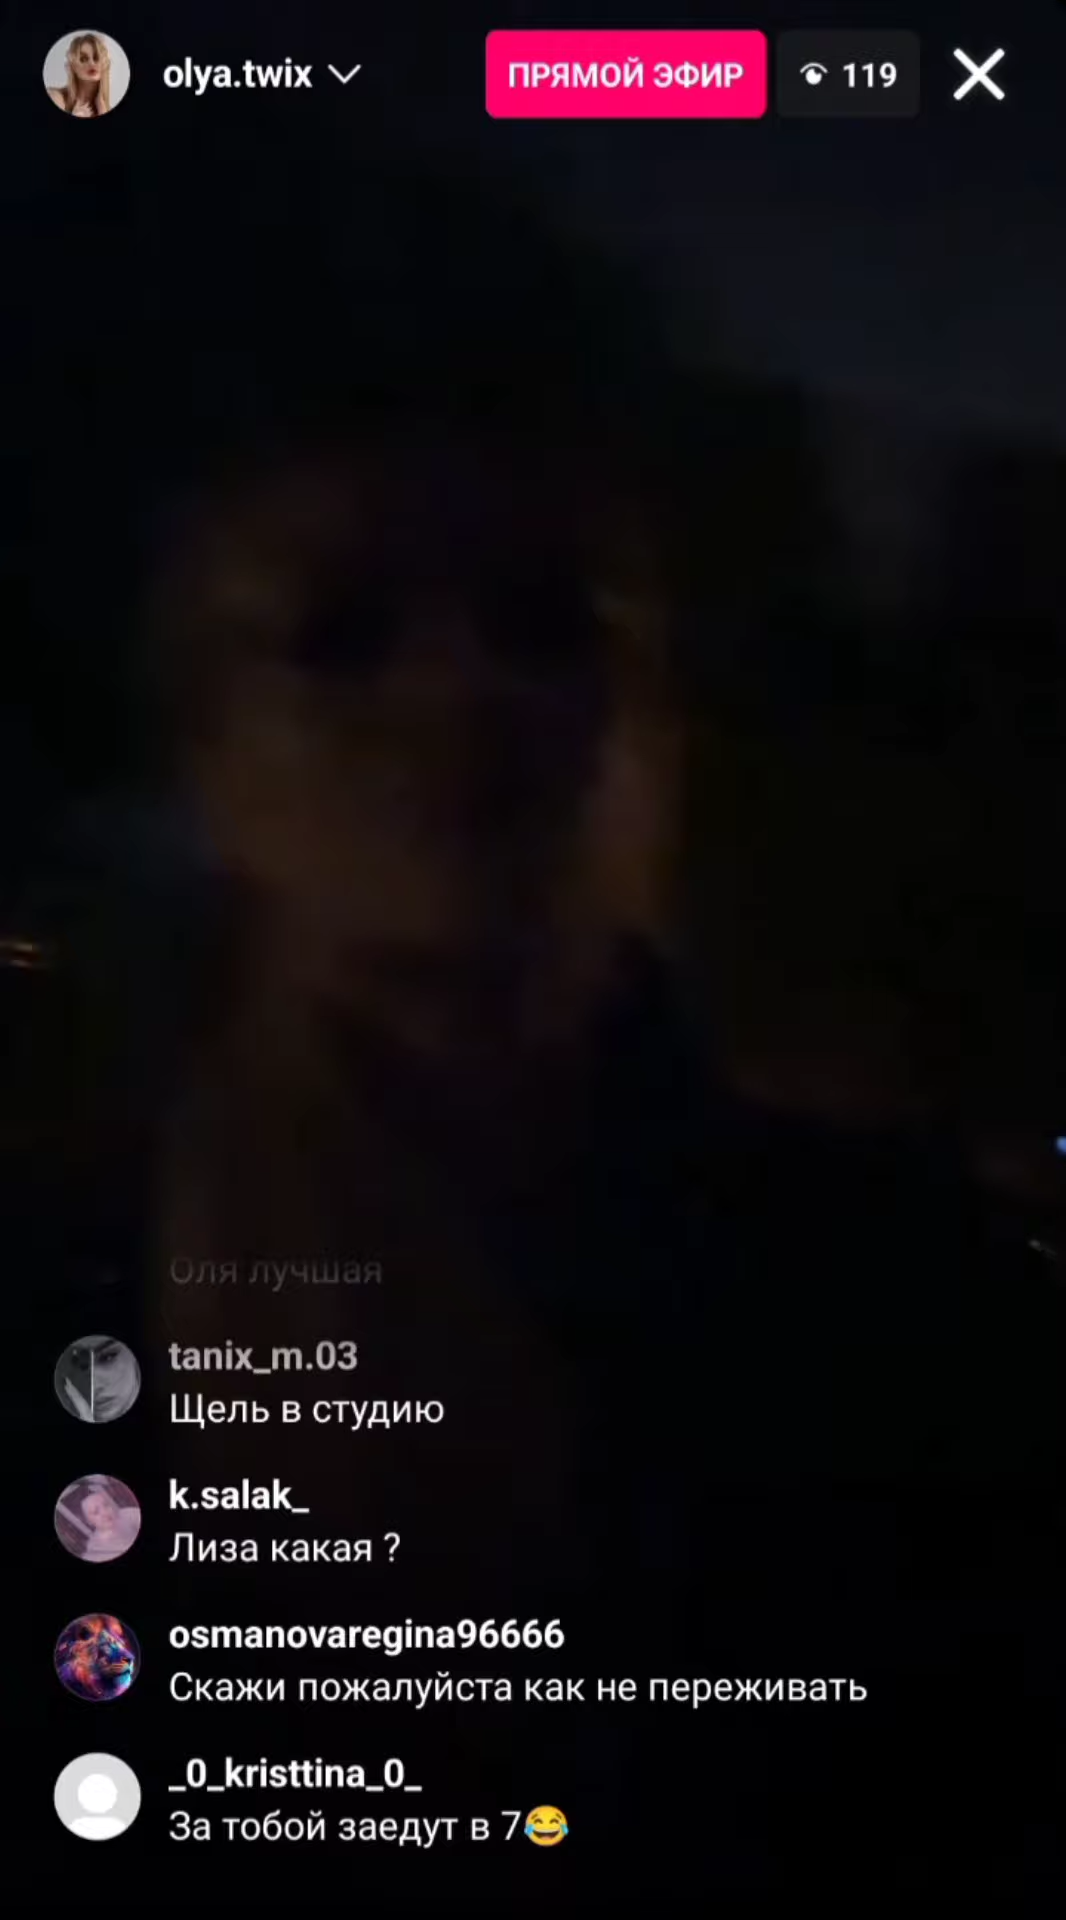 olya.twix
ПРЯМОЙ ЭФИР
119
Оля лучшая
tanix_m.03
Щель в студию
k.salak_
Лиза какая ?
osmanovaregina96666
Скажи пожалуйста как не переживать
_0_kristtina_0_
За тобой заедут в 7😂